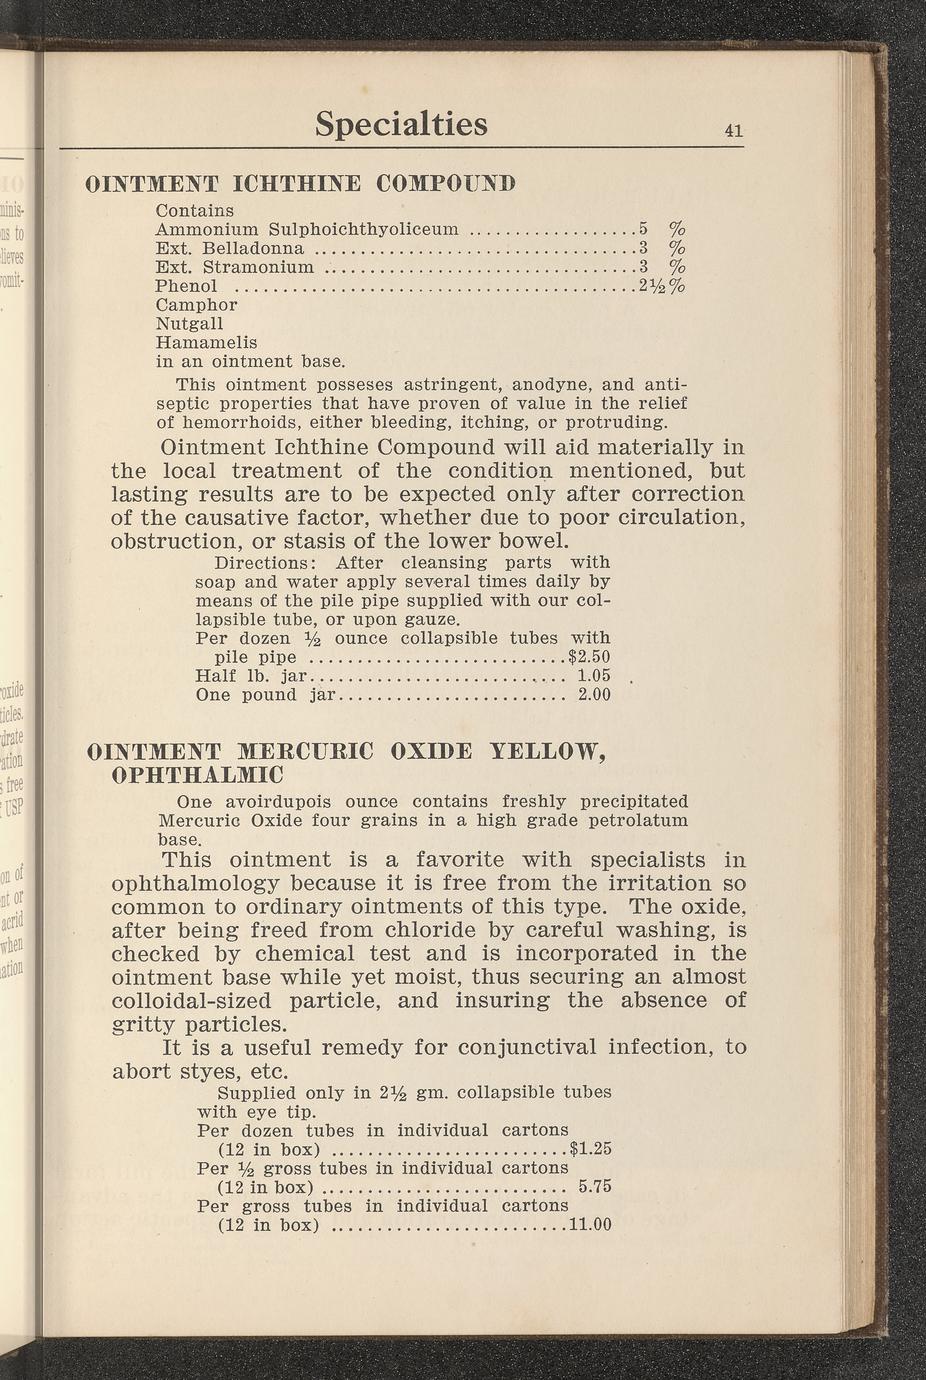 Specialties
41
OINTMENT ICHTHINE COMPOUND
Contains
Ammonium Sulphoichthyoliceum ..................5 %
Ext. Belladonna ...................................3 %
Ext. Stramonium ..................................3 %
Phenol ............................................2½%
Camphor
Nutgall
Hamamelis
in an ointment base.
This ointment posseses astringent, anodyne, and anti-
septic properties that have proven of value in the relief
of hemorrhoids, either bleeding, itching, or protruding.
Ointment Ichthine Compound will aid materially in
the local treatment of the condition mentioned, but
lasting results are to be expected only after correction
of the causative factor, whether due to poor circulation,
obstruction, or stasis of the lower bowel.
Directions: After cleansing parts with
soap and water apply several times daily by
means of the pile pipe supplied with our col-
lapsible tube, or upon gauze.
Per dozen ½ ounce collapsible tubes with
pile pipe ............................$2.50
Half lb. jar............................ 1.05
One pound jar......................... 2.00
OINTMENT MERCURIC OXIDE YELLOW,
OPHTHALMIC
One avoirdupois ounce contains freshly precipitated
Mercuric Oxide four grains in a high grade petrolatum
base.
This ointment is a favorite with specialists in
ophthalmology because it is free from the irritation so
common to ordinary ointments of this type. The oxide,
after being freed from chloride by careful washing, is
checked by chemical test and is incorporated in the
ointment base while yet moist, thus securing an almost
colloidal-sized particle, and insuring the absence of
gritty particles.
It is a useful remedy for conjunctival infection, to
abort styes, etc.
Supplied only in 2½ gm. collapsible tubes
with eye tip.
Per dozen tubes in individual cartons
(12 in box) ..........................$1.25
Per ½ gross tubes in individual cartons
(12 in box) ........................... 5.75
Per gross tubes in individual cartons
(12 in box) ..........................11.00